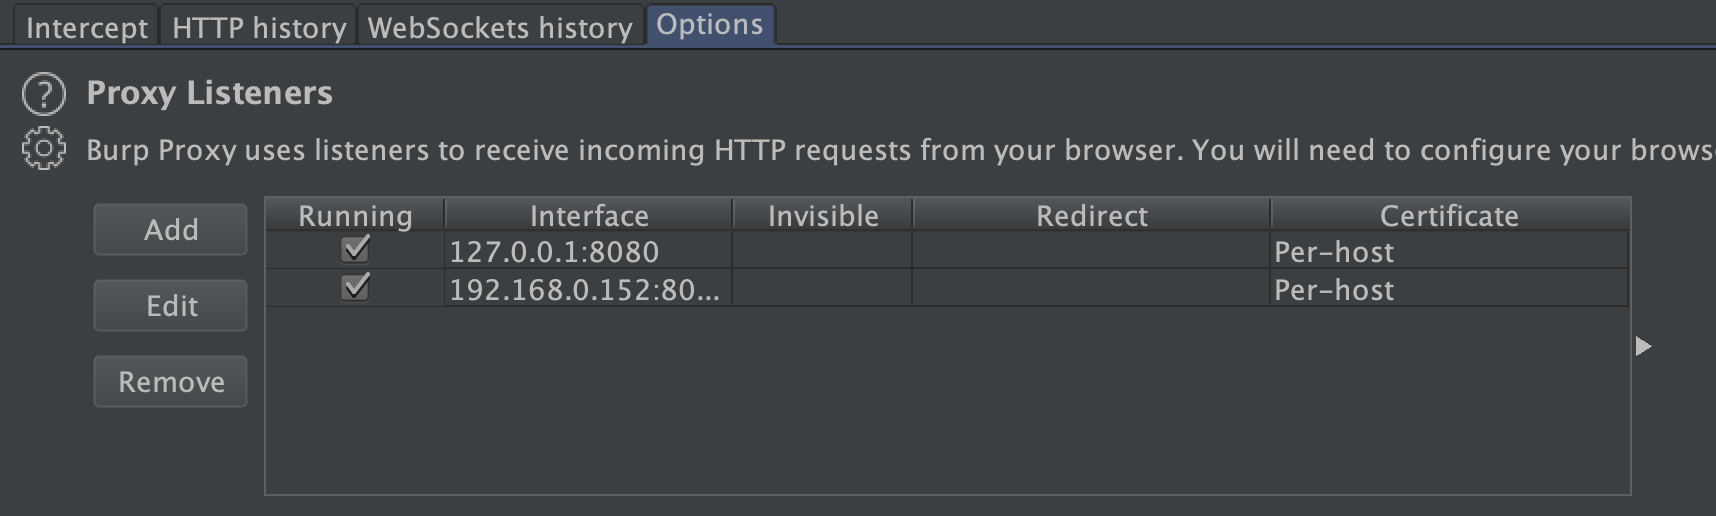 Intercept HTTP history WebSockets history Options
? Proxy Listeners
Burp Proxy uses listeners to receive incoming HTTP requests from your browser. You will need to configure your brows
Add Running Interface Invisible Redirect Certificate
127.0.0.1:8080 Per-host
Edit 192.168.0.152:80... Per-host
Remove